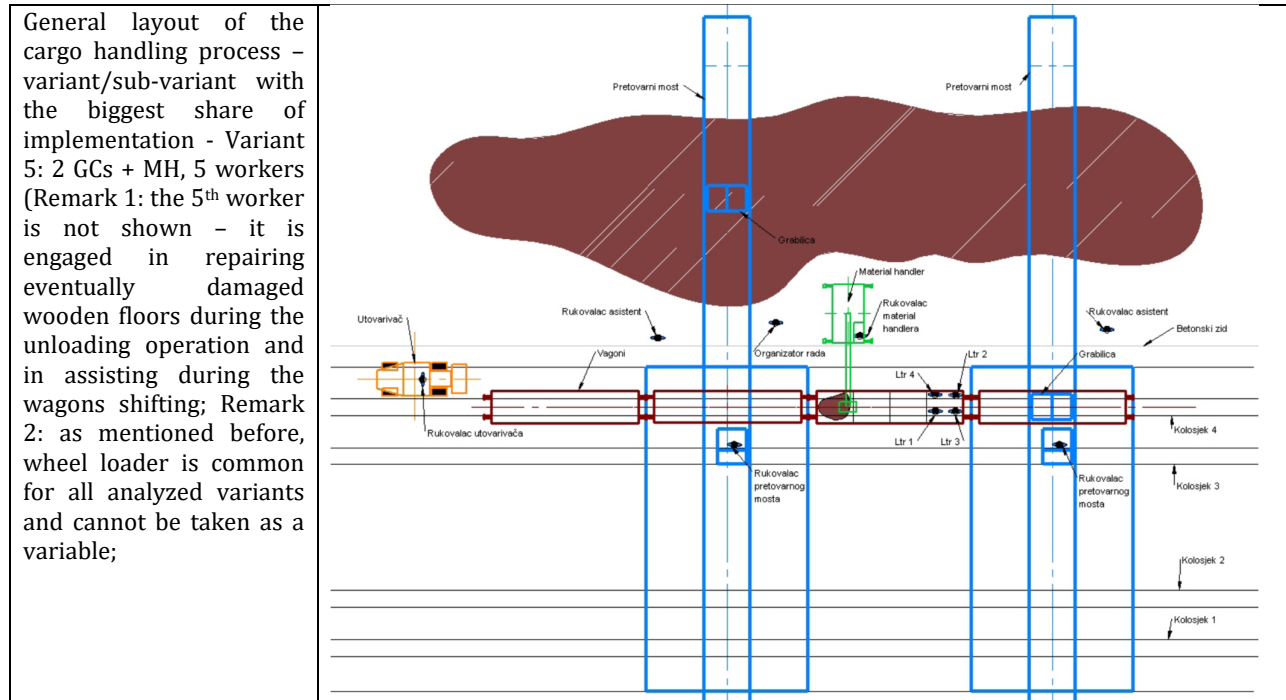 General layout of the
cargo handling process –
variant/sub-variant with
the biggest share of
implementation - Variant
5: 2 GCs + MH, 5 workers
(Remark 1: the 5th worker
is not shown – it is
engaged in repairing
eventually damaged
wooden floors during the
unloading operation and
in assisting during the
wagons shifting; Remark
2: as mentioned before,
wheel loader is common
for all analyzed variants
and cannot be taken as a
variable;
Pretovarni most
Pretovarni most
Grabilica
Material handler
Rukovalac asistent
Rukovalac
material
handlera
Rukovalac asistent
Utovarivač
Organizator rada
Betonski zid
Vagoni
Grabilica
Ltr 4
Ltr 2
Rukovalac utovarivača
Ltr 1
Ltr 3
Kolosjek 4
Rukovalac
pretovarnog
mosta
Rukovalac
pretovarnog
mosta
Kolosjek 3
Kolosjek 2
Kolosjek 1